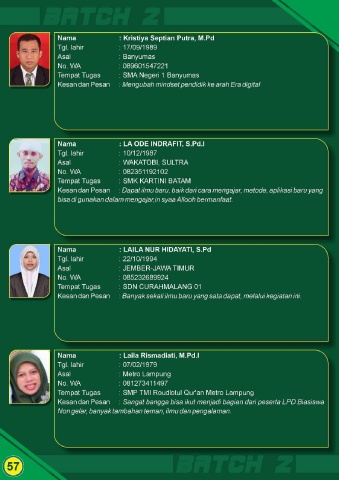 BATCH 2
Nama : Kristiya Septian Putra, M.Pd
Tgl. lahir : 17/09/1989
Asal : Banyumas
No. WA : 089601547221
Tempat Tugas : SMA Negeri 1 Banyumas
Kesan dan Pesan : Mengubah mindset pendidik ke arah Era digital
Nama : LA ODE INDRAFIT, S.Pd.I
Tgl. lahir : 10/12/1987
Asal : WAKATOBI, SULTRA
No. WA : 082351192102
Tempat Tugas : SMK KARTINI BATAM
Kesan dan Pesan : Dapat ilmu baru, baik dari cara mengajar, metode, aplikasi baru yang
bisa di gunakan dalam mengajar,in syaa Allooh bermanfaat.
Nama : LAILA NUR HIDAYATI, S.Pd
Tgl. lahir : 22/10/1994
Asal : JEMBER-JAWA TIMUR
No. WA : 085232689924
Tempat Tugas : SDN CURAHMALANG 01
Kesan dan Pesan : Banyak sekali ilmu baru yang sata dapat, melalui kegiatan ini.
Nama : Laila Rismadiati, M.Pd.I
Tgl. lahir : 07/02/1979
Asal : Metro Lampung
No. WA : 081273411497
Tempat Tugas : SMP TMI Roudlotul Qur'an Metro Lampung
Kesan dan Pesan : Sangat bangga bisa ikut menjadi bagian dari peserta LPD Biasiswa
Non gelar, banyak tambahan teman, ilmu dan pengalaman.
57
BATCH 2